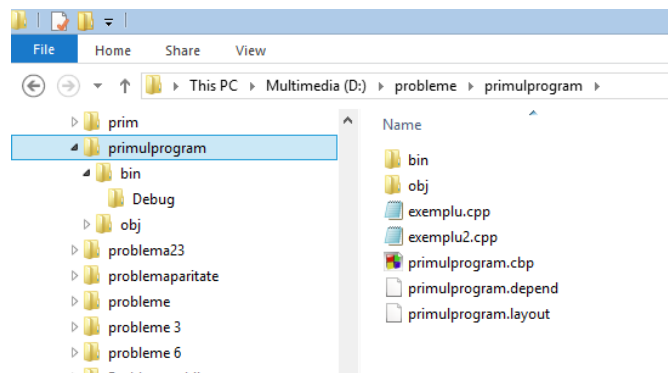 File Home Share View
This PC Multimedia (D:) probleme primulprogram
prim
primulprogram
bin
Debug
obj
problema23
problemaparitate
probleme
probleme 3
probleme 6
Name
bin
obj
exemplu.cpp
exemplu2.cpp
primulprogram.cbp
primulprogram.depend
primulprogram.layout